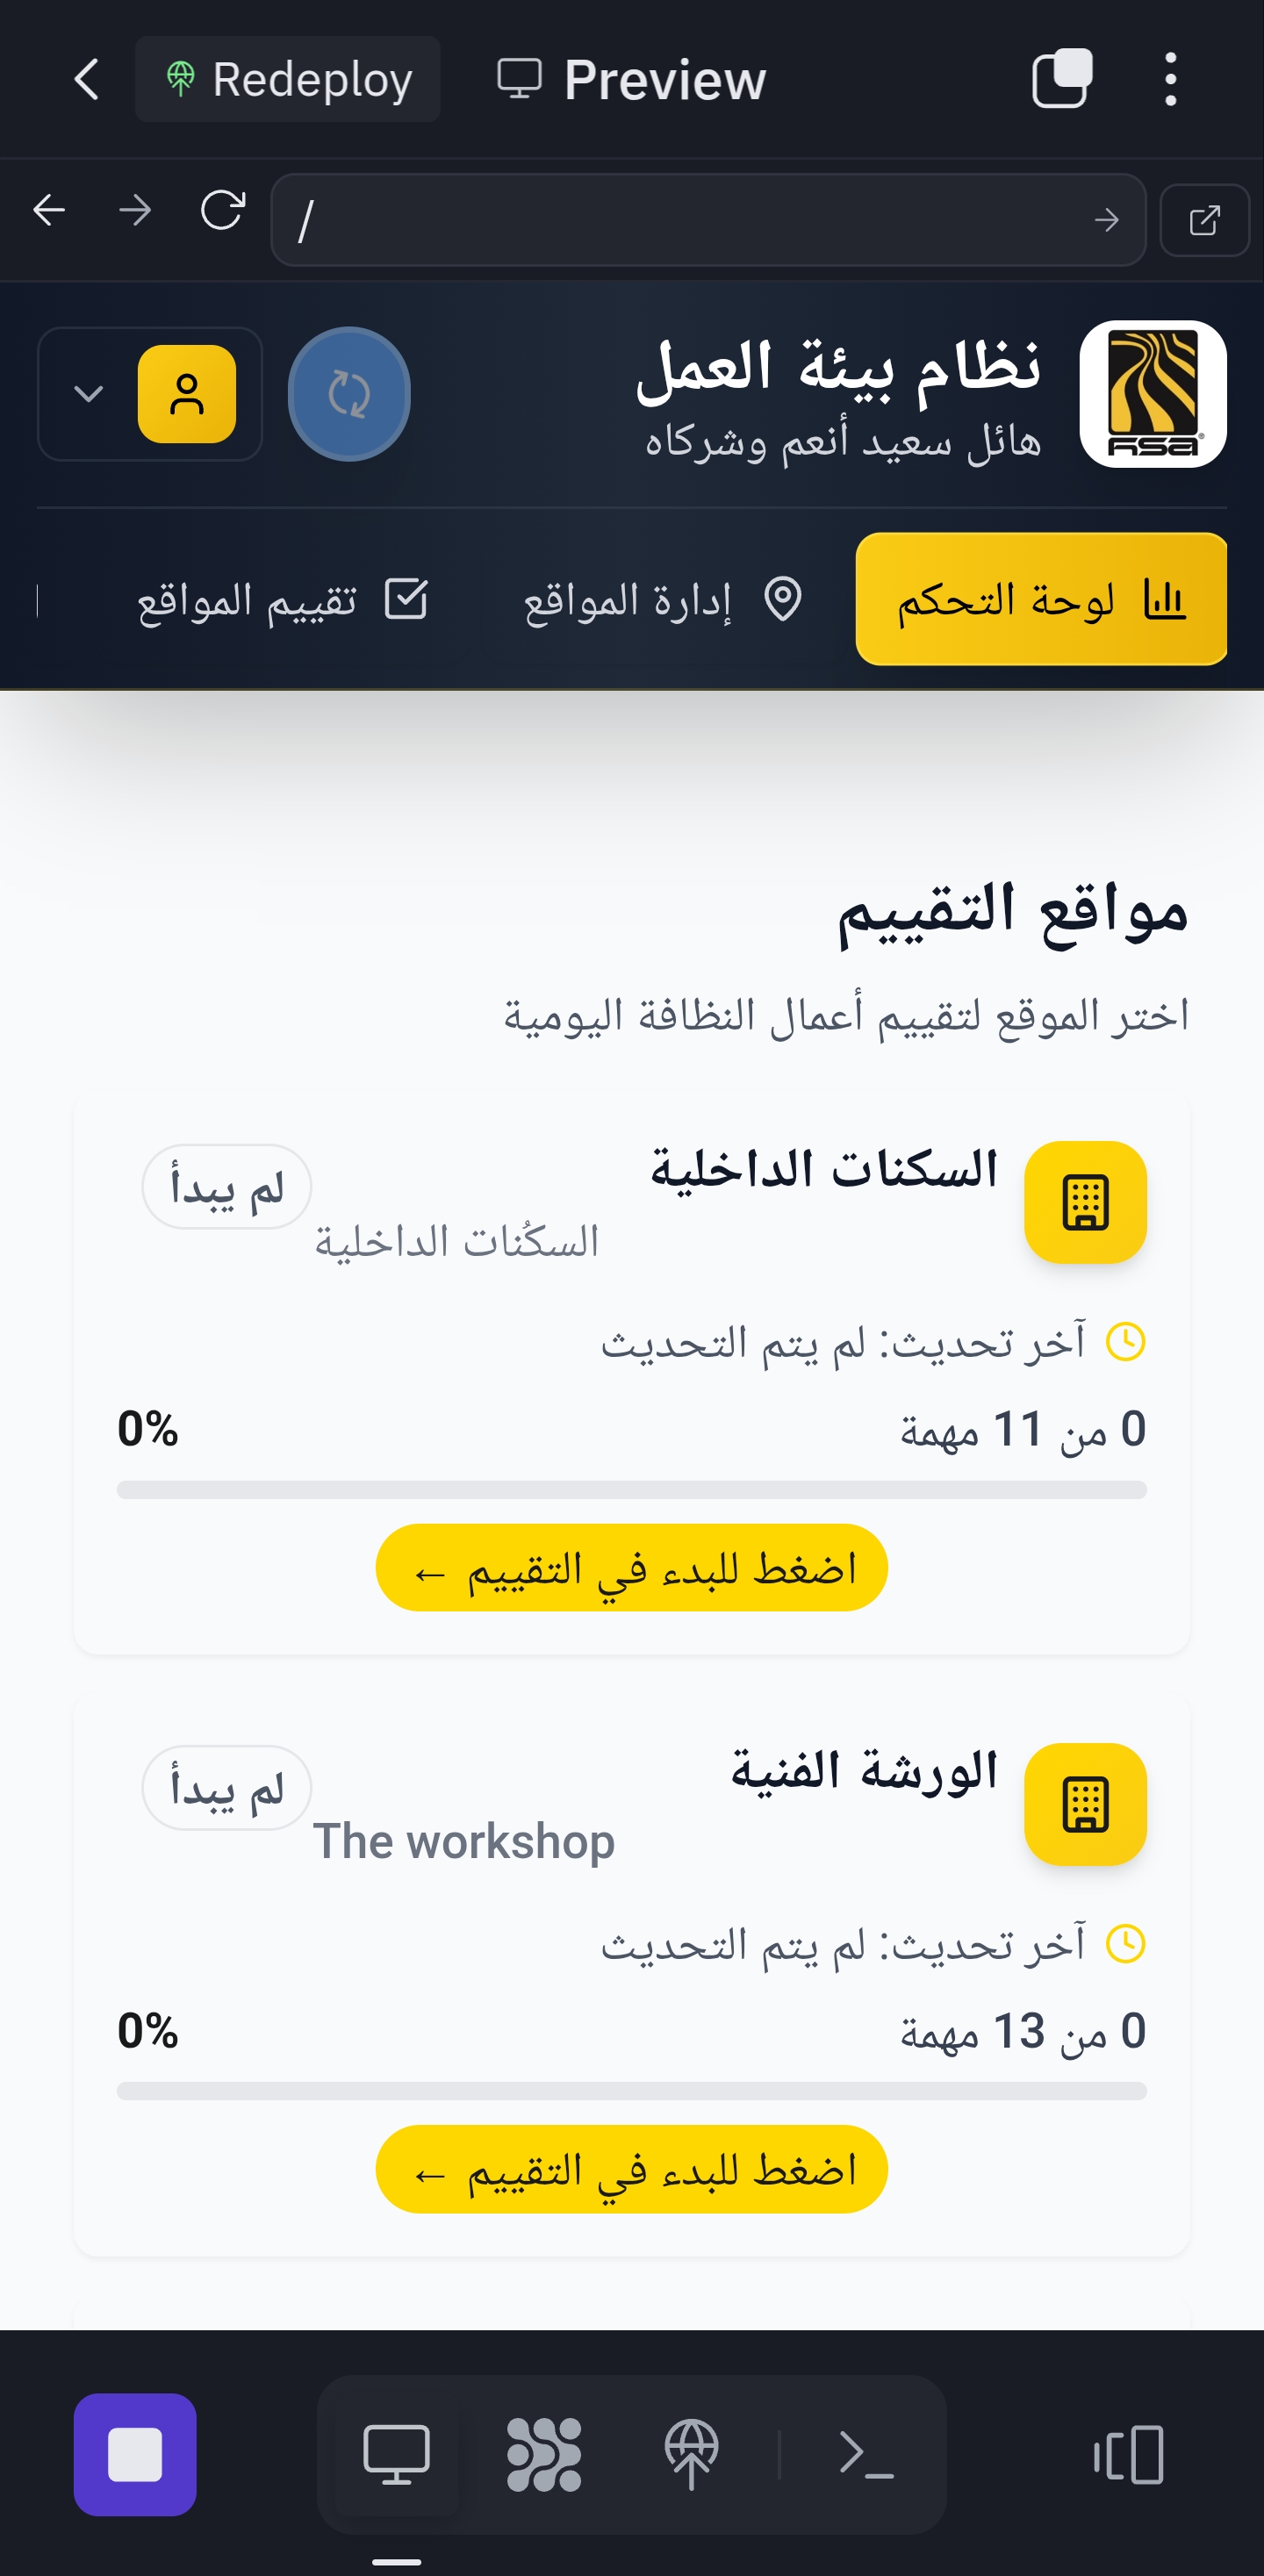 Redeploy
Preview
/
نظام بيئة العمل
هائل سعيد أنعم وشركاه
HSA
لوحة التحكم
إدارة المواقع
تقييم المواقع
مواقع التقييم
اختر الموقع لتقييم أعمال النظافة اليومية
السكنات الداخلية
لم يبدأ
السكُنات الداخلية
آخر تحديث: لم يتم التحديث
0 من 11 مهمة
0%
اضغط للبدء في التقييم ←
الورشة الفنية
لم يبدأ
The workshop
آخر تحديث: لم يتم التحديث
0 من 13 مهمة
0%
اضغط للبدء في التقييم ←